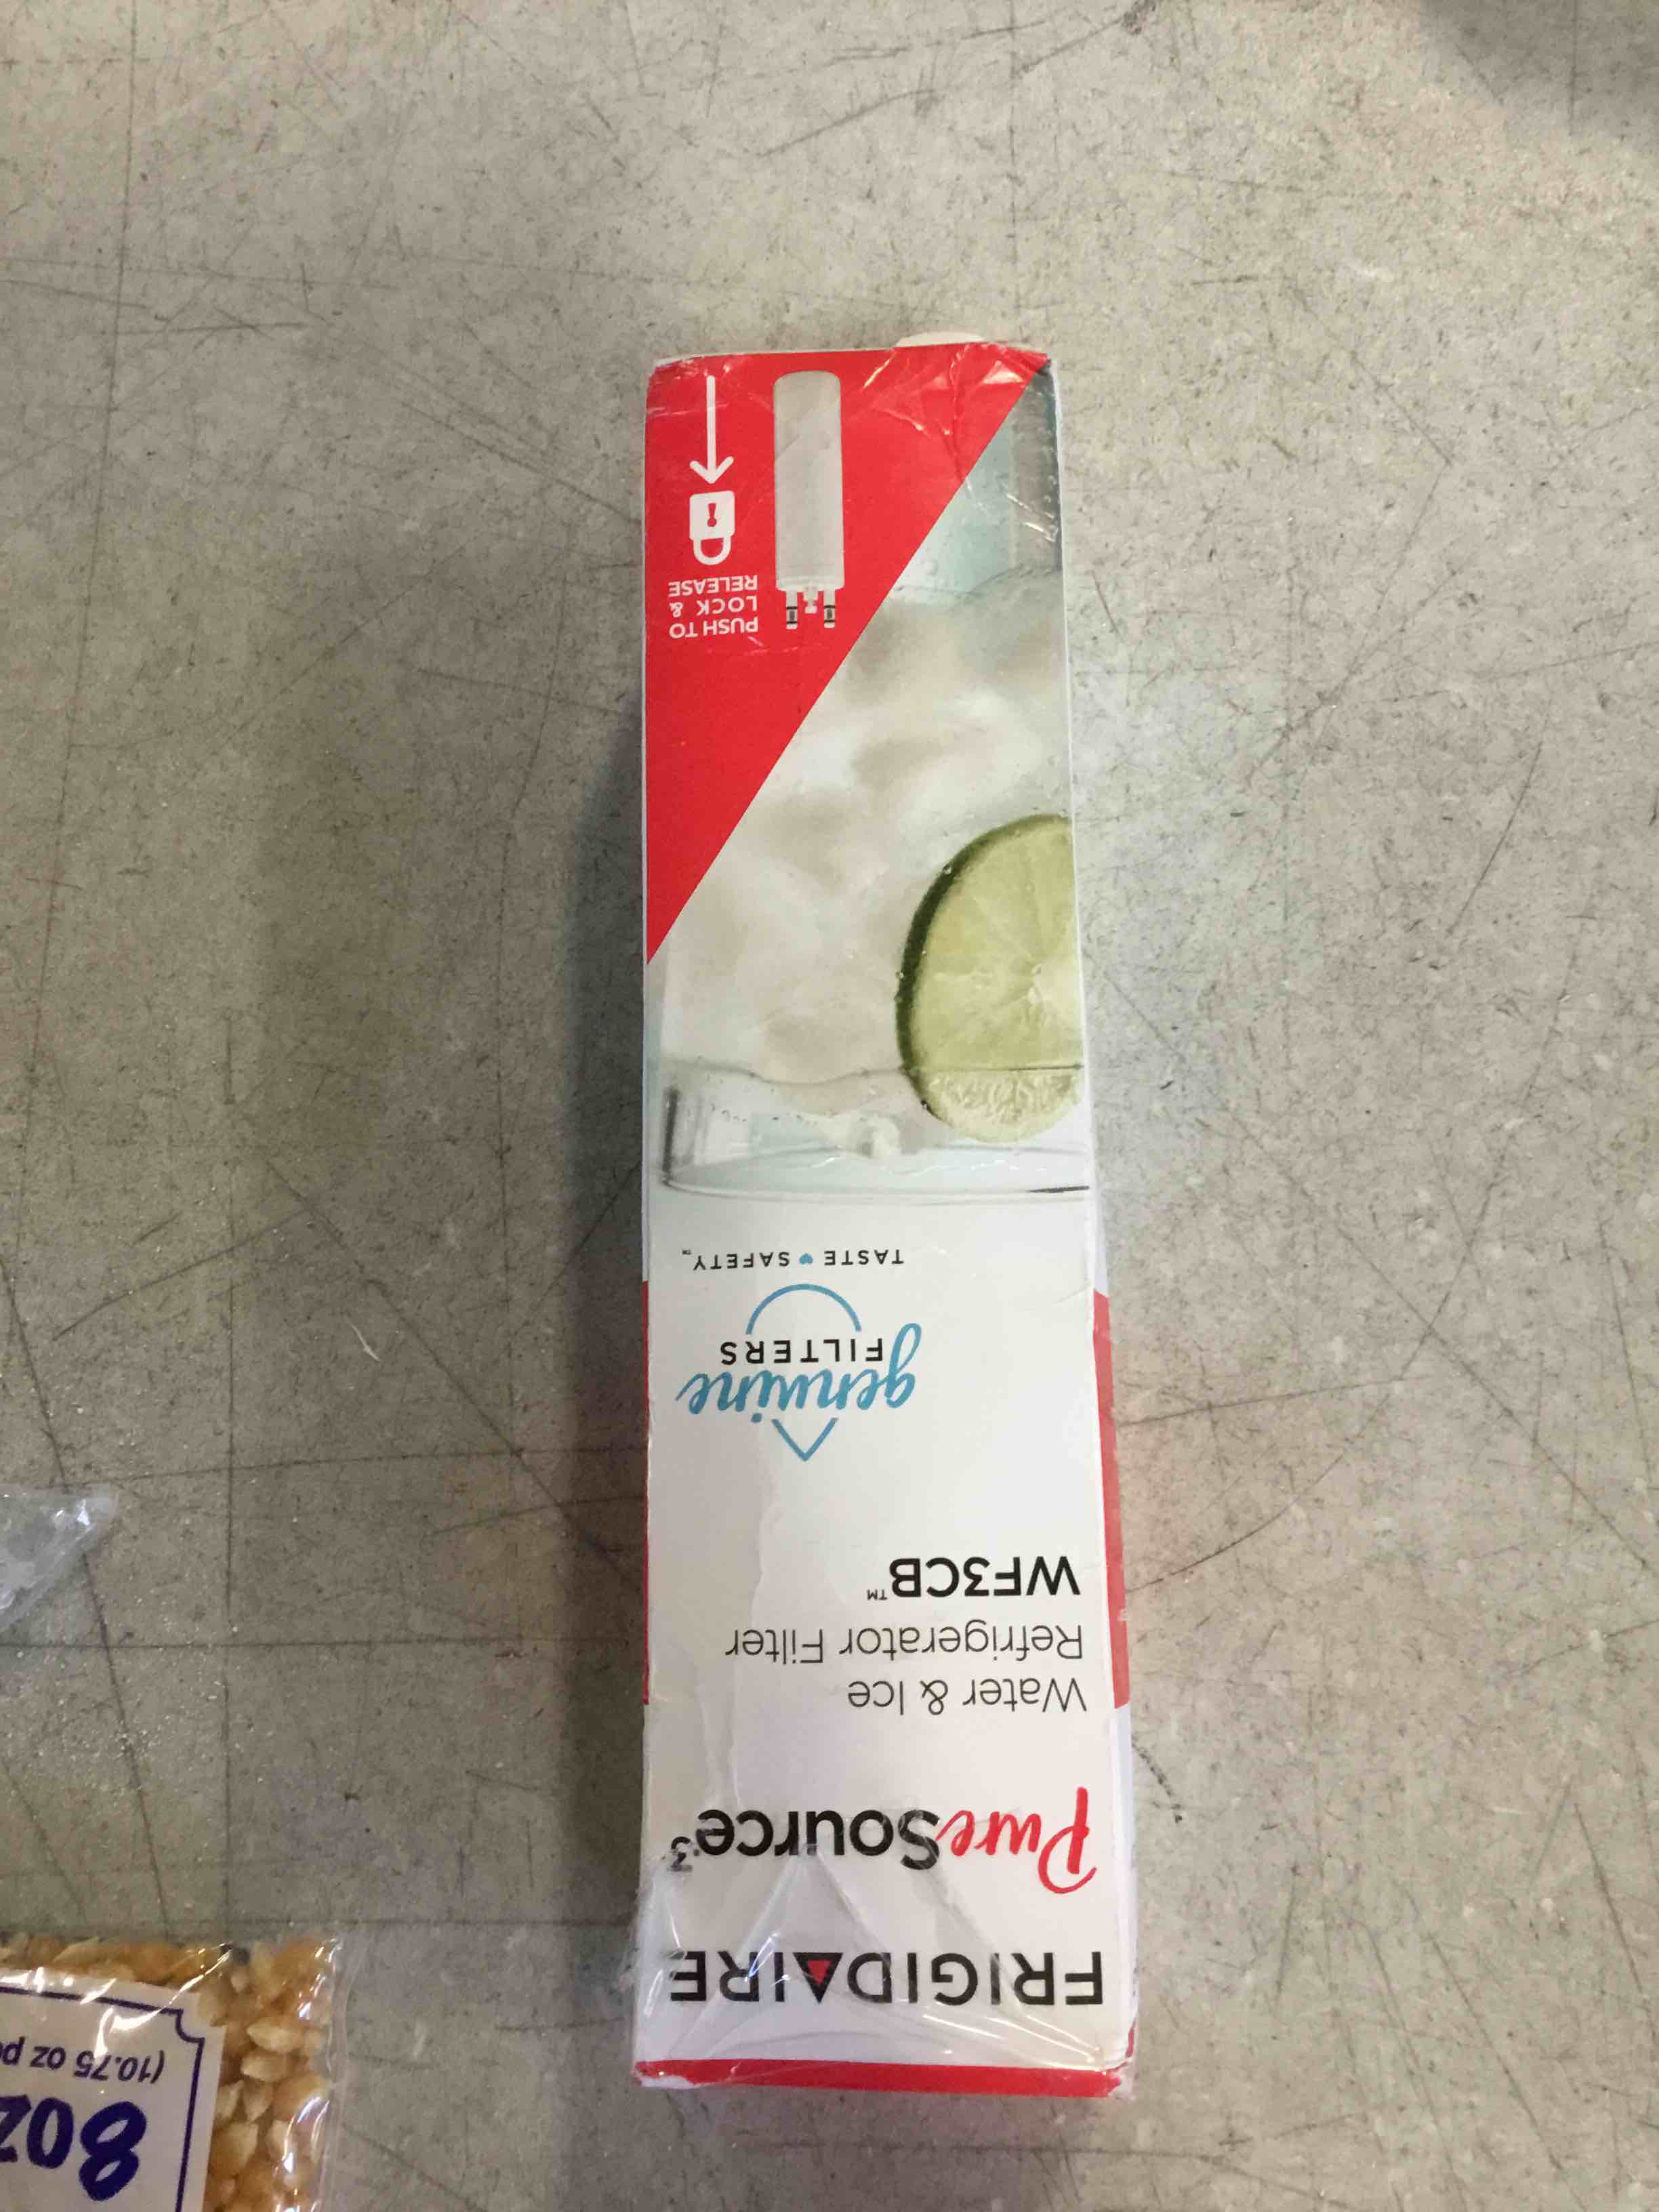 FRIGIDAIRE
PureSource³
Water & Ice
Refrigerator Filter
WF3CB™
genuine
FILTERS
TASTE SAFETY™
PUSH TO
LOCK &
RELEASE
8oz
(10.75 oz